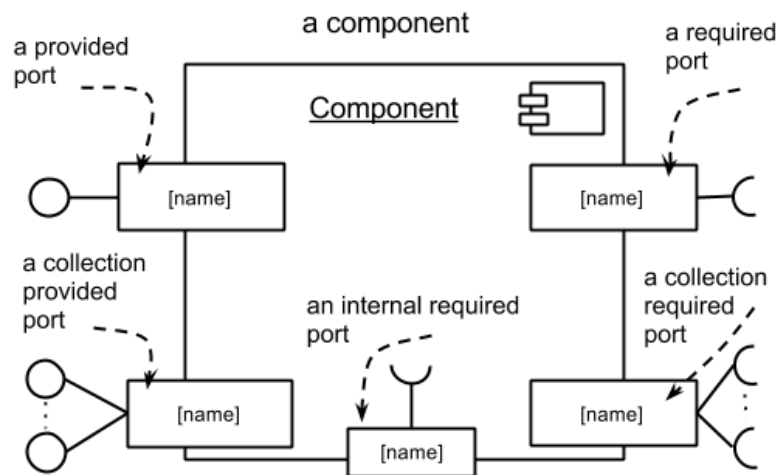 a component
a provided
port
a required
port
Component
[name]
[name]
a collection
provided
port
an internal required
port
a collection
required
port
[name]
[name]
[name]